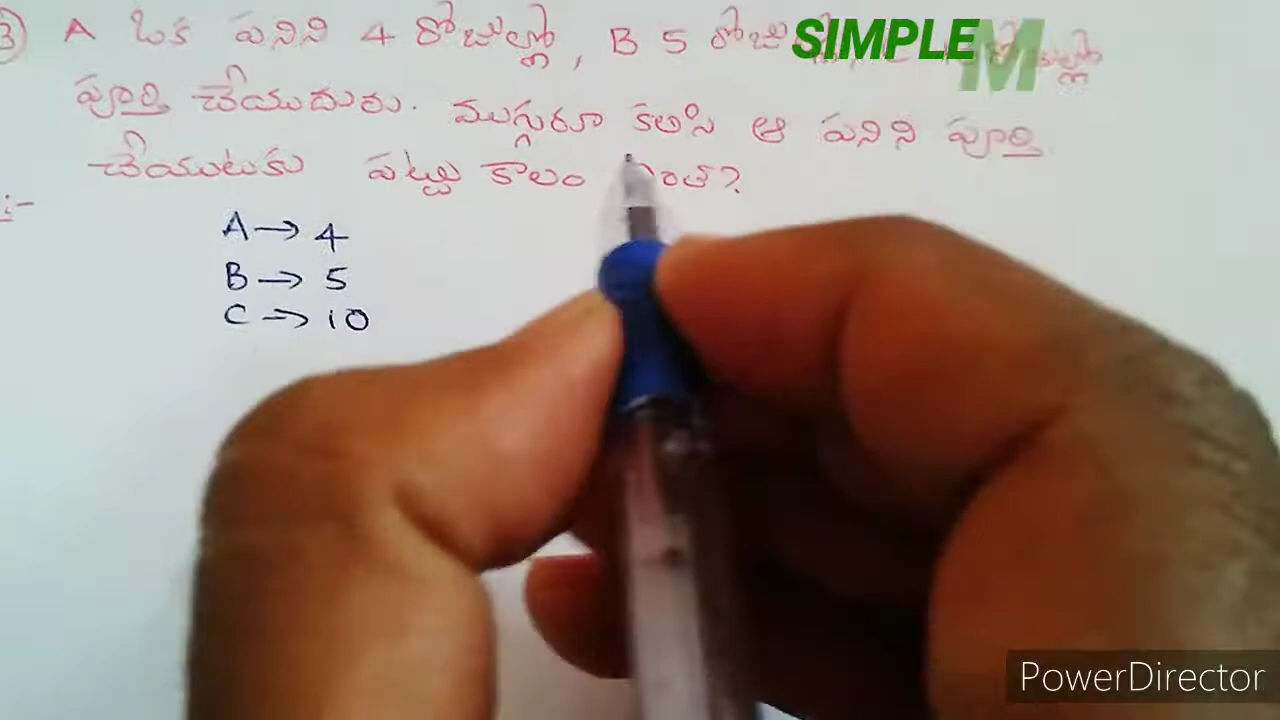 3) A ఒక పనిని 4 రోజుల్లో, B 5
SIMPLE M
పూర్తి చేయుదురు. ముగ్గురూ కలిసి ఆ పనిని పూర్తి
చేయుటకు పట్టు కాలం
:-
A → 4
B → 5
C → 10
PowerDirector